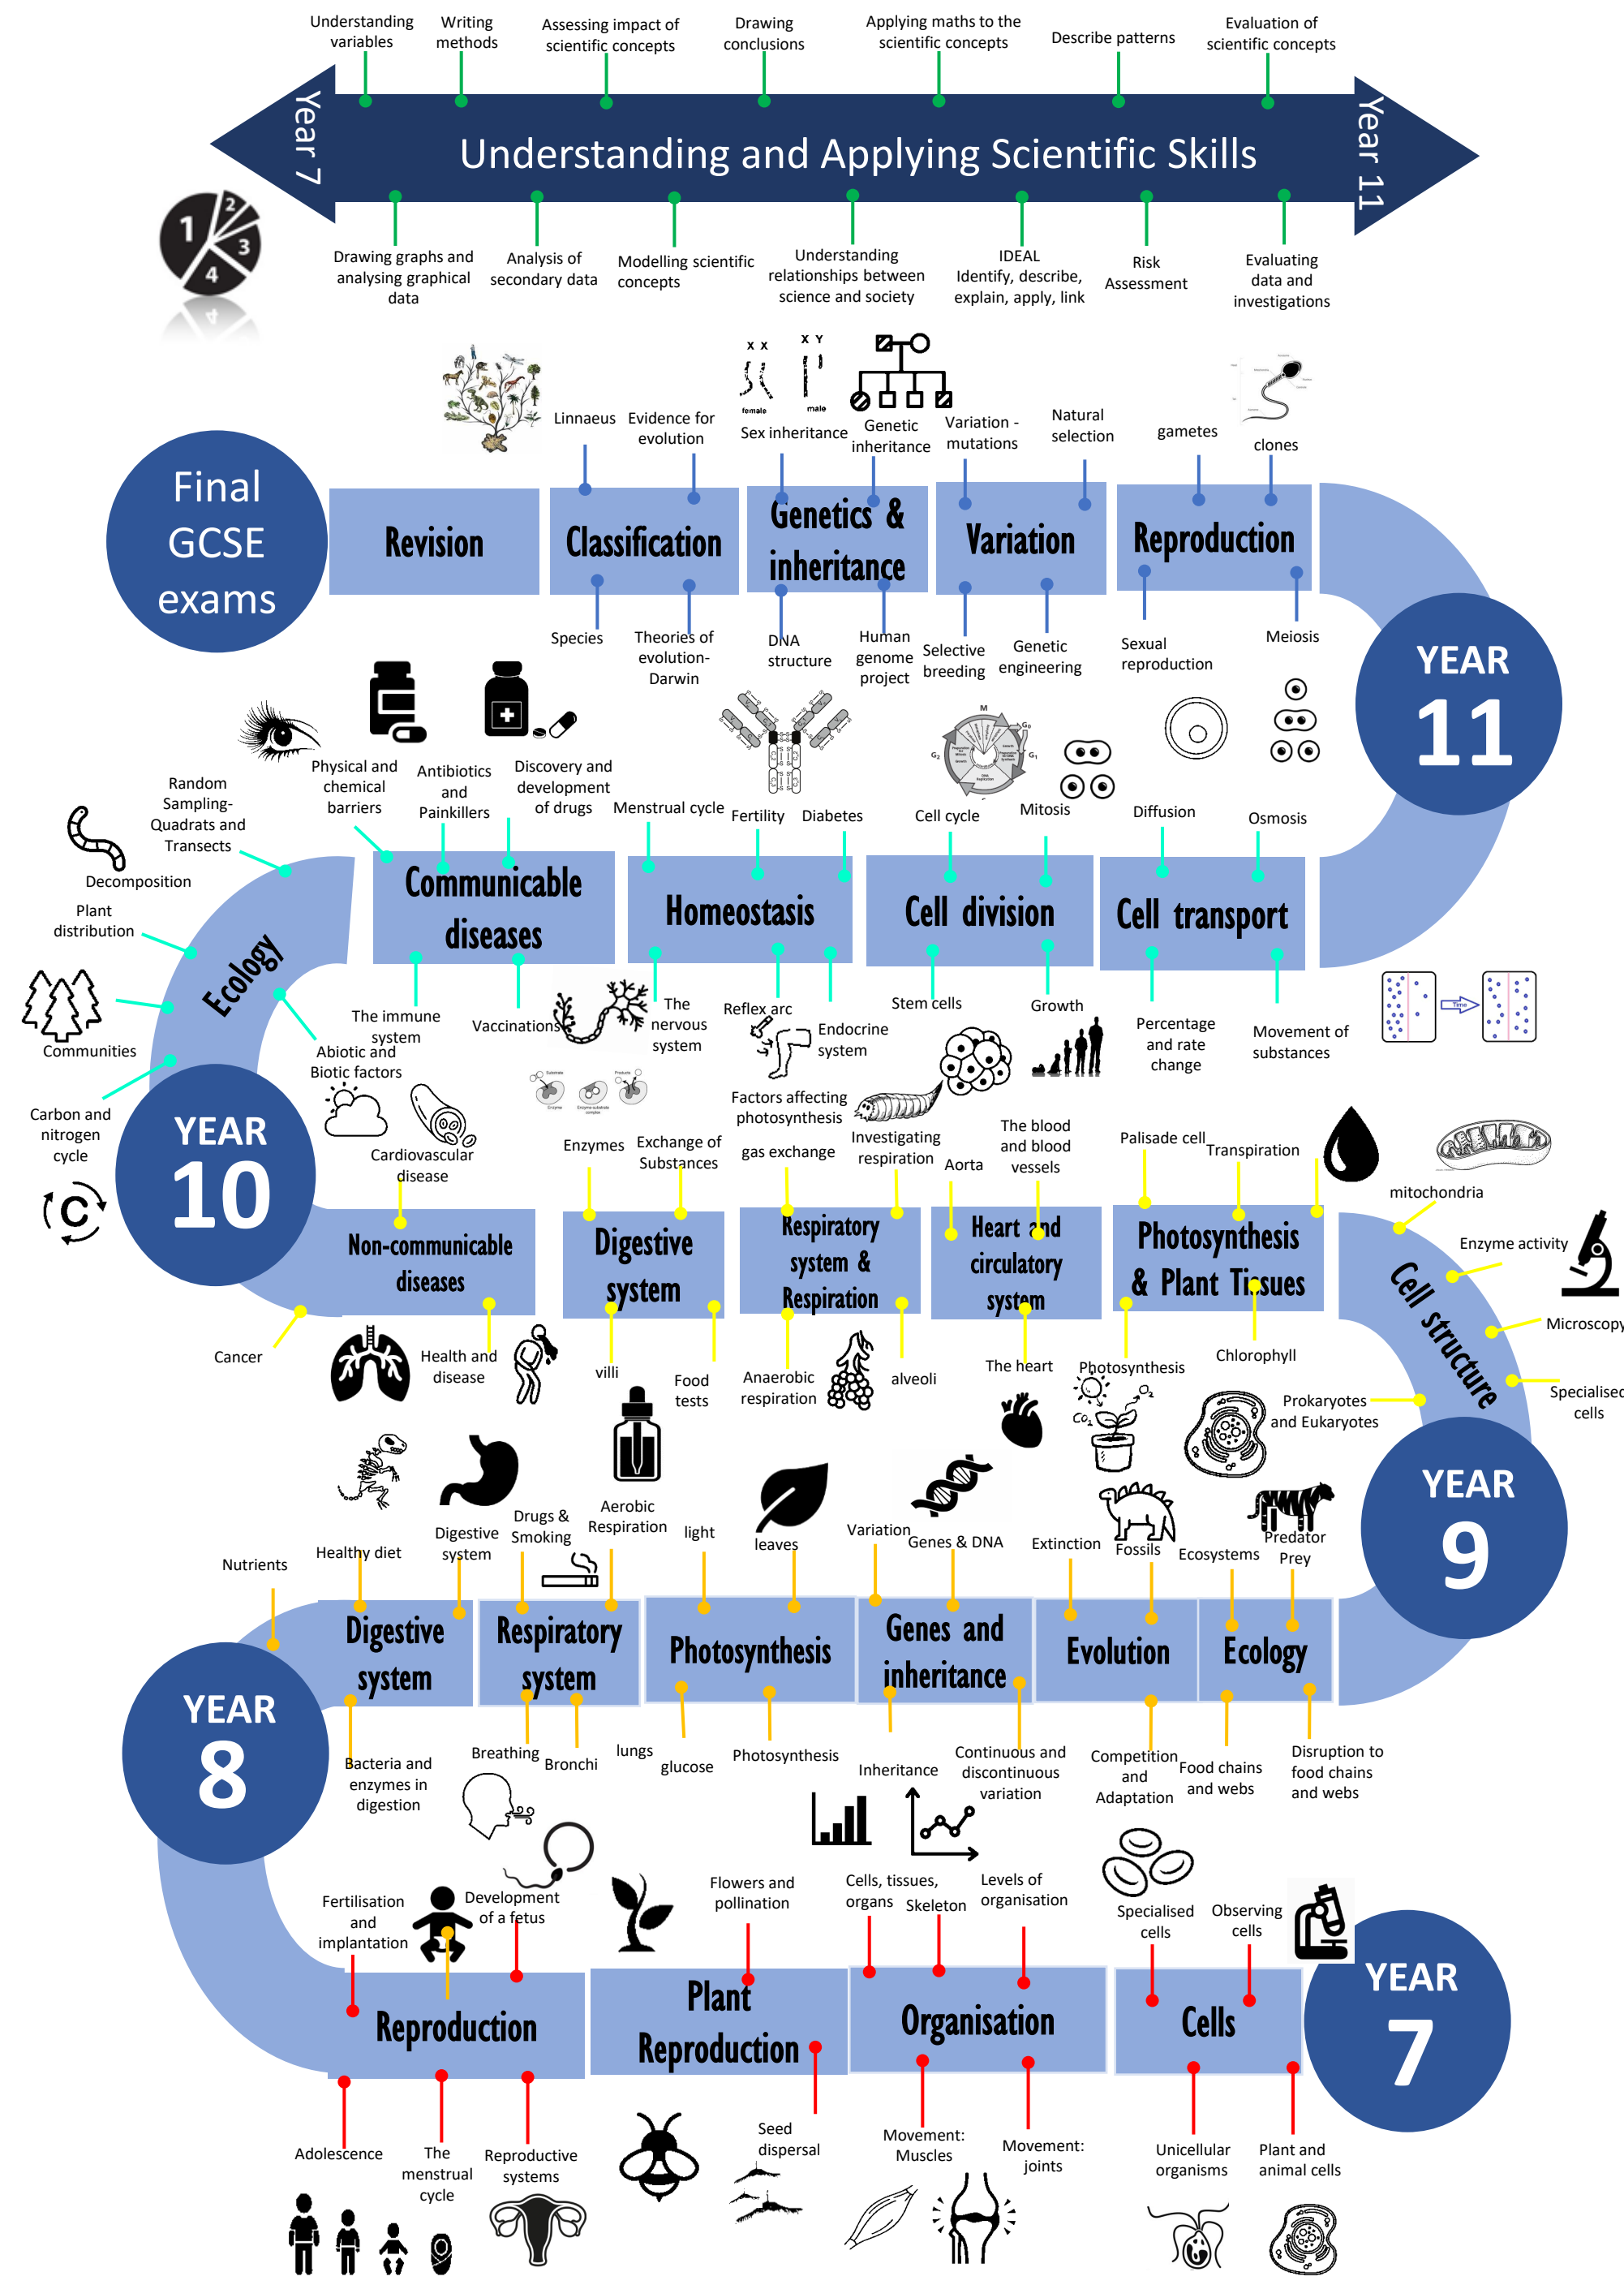 Understanding
variables
Writing
methods
Assessing impact of
scientific concepts
Drawing
conclusions
Applying maths to the
scientific concepts
Describe patterns
Evaluation of
scientific concepts
Year 7
Understanding and Applying Scientific Skills
Year 11
1
2
3
4
Drawing graphs and
analysing graphical
data
Analysis of
secondary data
Modelling scientific
concepts
Understanding
relationships between
science and society
IDEAL
Identify, describe,
explain, apply, link
Risk
Assessment
Evaluating
data and
investigations
X X
X Y
female
male
Linnaeus
Evidence for
evolution
Sex inheritance
Genetic
inheritance
Variation -
mutations
Natural
selection
gametes
clones
Final
GCSE
exams
Revision
Classification
Genetics &
inheritance
Variation
Reproduction
Species
Theories of
evolution-
Darwin
DNA
structure
Human
genome
project
Selective
breeding
Genetic
engineering
Sexual
reproduction
Meiosis
YEAR
11
M
G₀
G₁
G₂
Random
Sampling-
Quadrats and
Transects
Physical and
chemical
barriers
Antibiotics
and
Painkillers
Discovery and
development
of drugs
Menstrual cycle
Fertility
Diabetes
Cell cycle
Mitosis
Diffusion
Osmosis
Decomposition
Plant
distribution
Communities
Carbon and
nitrogen
cycle
C
Ecology
Communicable
diseases
Homeostasis
Cell division
Cell transport
Abiotic and
Biotic factors
The immune
system
Vaccinations
The
nervous
system
Reflex arc
Endocrine
system
Stem cells
Growth
Percentage
and rate
change
Movement of
substances
Time
Substrate
Products
Enzyme
Enzyme-substrate
complex
YEAR
10
Cardiovascular
disease
Enzymes
Exchange of
Substances
Factors affecting
photosynthesis
gas exchange
Investigating
respiration
Aorta
The blood
and blood
vessels
Palisade cell
Transpiration
mitochondria
Enzyme activity
Microscopy
Specialised
cells
Prokaryotes
and Eukaryotes
Non-communicable
diseases
Digestive
system
Respiratory
system &
Respiration
Heart and
circulatory
system
Photosynthesis
& Plant Tissues
Cell structure
Cancer
Health and
disease
villi
Food
tests
Anaerobic
respiration
alveoli
The heart
Photosynthesis
Chlorophyll
CO₂
O₂
YEAR
9
Nutrients
Healthy diet
Digestive
system
Drugs &
Smoking
Aerobic
Respiration
light
leaves
Variation
Genes & DNA
Extinction
Fossils
Ecosystems
Predator
Prey
Digestive
system
Respiratory
system
Photosynthesis
Genes and
inheritance
Evolution
Ecology
YEAR
8
Bacteria and
enzymes in
digestion
Breathing
Bronchi
lungs
glucose
Photosynthesis
Inheritance
Continuous and
discontinuous
variation
Competition
and
Adaptation
Food chains
and webs
Disruption to
food chains
and webs
Fertilisation
and
implantation
Development
of a fetus
Flowers and
pollination
Cells, tissues,
organs
Skeleton
Levels of
organisation
Specialised
cells
Observing
cells
Reproduction
Plant
Reproduction
Organisation
Cells
YEAR
7
Adolescence
The
menstrual
cycle
Reproductive
systems
Seed
dispersal
Movement:
Muscles
Movement:
joints
Unicellular
organisms
Plant and
animal cells